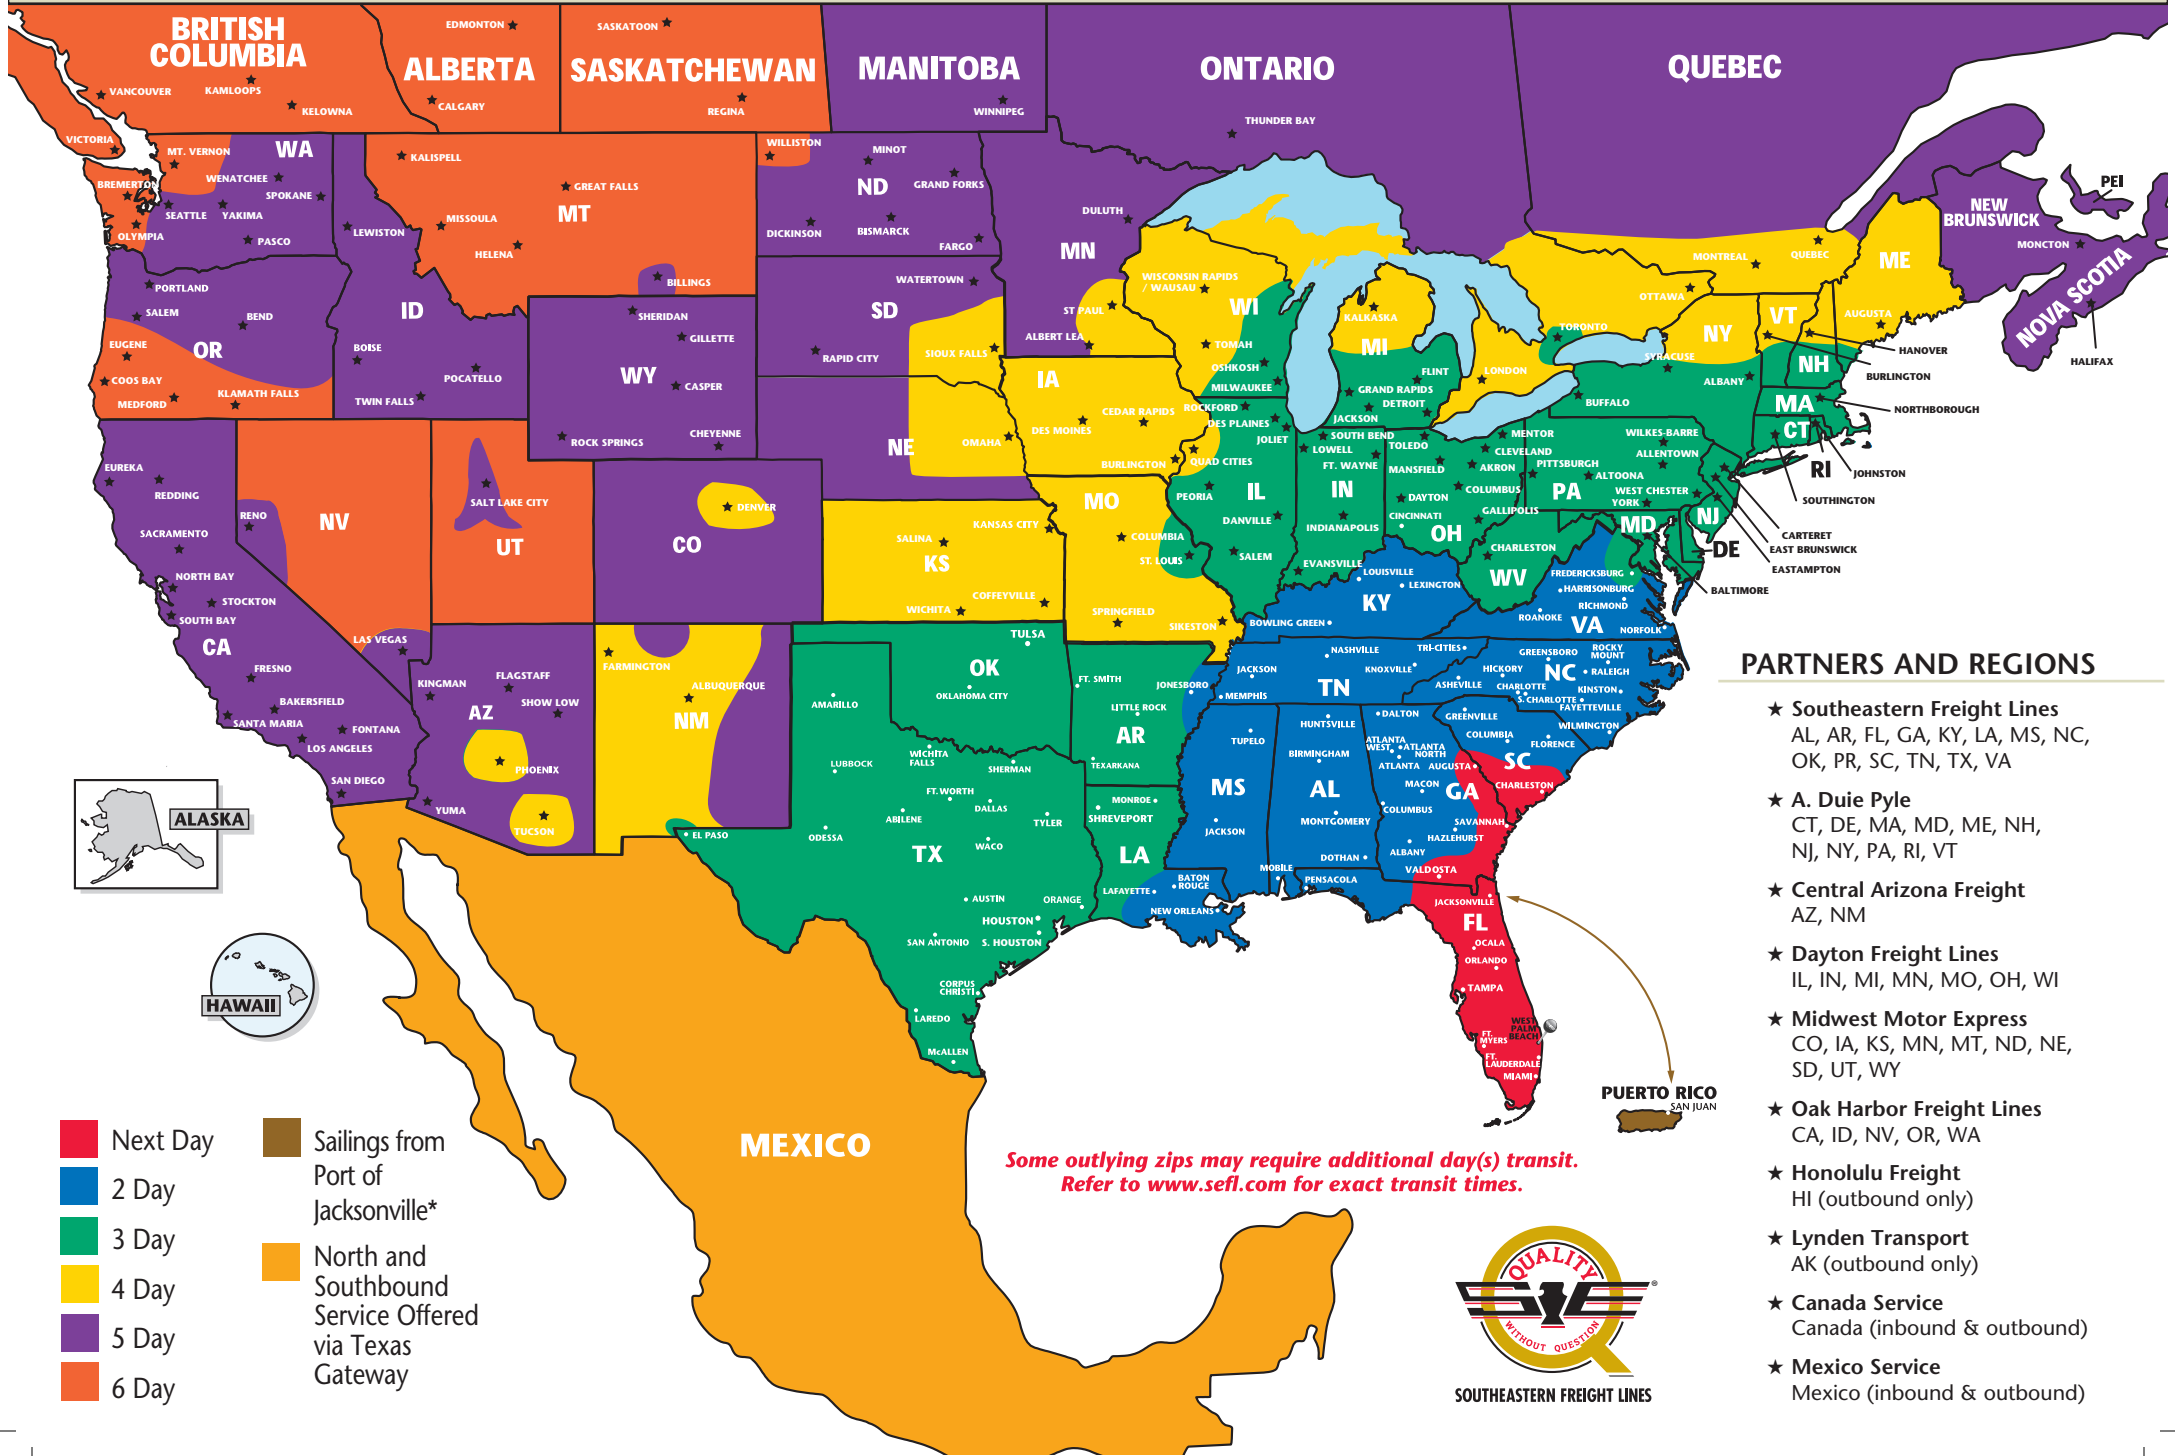 BRITISH
COLUMBIA
ALBERTA
SASKATCHEWAN
MANITOBA
ONTARIO
QUEBEC
EDMONTON
SASKATOON
VANCOUVER
KAMLOOPS
KELOWNA
CALGARY
REGINA
WINNIPEG
THUNDER BAY
VICTORIA
MT. VERNON
WA
WENATCHEE
SPOKANE
BREMERTON
SEATTLE
YAKIMA
OLYMPIA
PASCO
LEWISTON
KALISPELL
GREAT FALLS
MT
MISSOULA
HELENA
BILLINGS
WILLISTON
MINOT
ND
GRAND FORKS
DICKINSON
BISMARCK
FARGO
DULUTH
MN
ST PAUL
ALBERT LEA
PORTLAND
SALEM
BEND
EUGENE
OR
COOS BAY
MEDFORD
KLAMATH FALLS
ID
BOISE
POCATELLO
TWIN FALLS
SHERIDAN
GILLETTE
WY
CASPER
ROCK SPRINGS
CHEYENNE
WATERTOWN
SD
RAPID CITY
SIOUX FALLS
NE
OMAHA
IA
CEDAR RAPIDS
DES MOINES
BURLINGTON
QUAD CITIES
WISCONSIN RAPIDS
/ WAUSAU
WI
TOMAH
OSHKOSH
MILWAUKEE
KALKASKA
MI
FLINT
GRAND RAPIDS
DETROIT
JACKSON
TORONTO
LONDON
OTTAWA
MONTREAL
QUEBEC
SYRACUSE
NY
ALBANY
BUFFALO
VT
NH
ME
AUGUSTA
NEW
BRUNSWICK
PEI
MONCTON
NOVA SCOTIA
HALIFAX
HANOVER
BURLINGTON
MA
NORTHBOROUGH
CT
RI
JOHNSTON
SOUTHINGTON
CARTERET
EAST BRUNSWICK
EASTAMPTON
BALTIMORE
EUREKA
REDDING
SACRAMENTO
NORTH BAY
STOCKTON
SOUTH BAY
CA
FRESNO
BAKERSFIELD
SANTA MARIA
FONTANA
LOS ANGELES
SAN DIEGO
RENO
NV
LAS VEGAS
SALT LAKE CITY
UT
DENVER
CO
KINGMAN
FLAGSTAFF
SHOW LOW
AZ
PHOENIX
YUMA
TUCSON
FARMINGTON
ALBUQUERQUE
NM
KANSAS CITY
SALINA
KS
COFFEYVILLE
WICHITA
MO
COLUMBIA
ST. LOUIS
SPRINGFIELD
SIKESTON
ROCKFORD
DES PLAINES
JOLIET
PEORIA
IL
DANVILLE
SALEM
SOUTH BEND
LOWELL
FT. WAYNE
IN
INDIANAPOLIS
EVANSVILLE
TOLEDO
MENTOR
CLEVELAND
MANSFIELD
AKRON
DAYTON
COLUMBUS
CINCINNATI
GALLIPOLIS
OH
PITTSBURGH
ALTOONA
WILKES-BARRE
ALLENTOWN
PA
WEST CHESTER
YORK
NJ
MD
DE
CHARLESTON
WV
LOUISVILLE
LEXINGTON
KY
BOWLING GREEN
FREDERICKSBURG
HARRISONBURG
RICHMOND
ROANOKE
VA
NORFOLK
TULSA
OK
OKLAHOMA CITY
FT. SMITH
JONESBORO
LITTLE ROCK
AR
TEXARKANA
NASHVILLE
TRI-CITIES
KNOXVILLE
JACKSON
TN
MEMPHIS
GREENSBORO
ROCKY
MOUNT
HICKORY
NC
RALEIGH
ASHEVILLE
CHARLOTTE
KINSTON
S. CHARLOTTE
FAYETTEVILLE
WILMINGTON
GREENVILLE
COLUMBIA
FLORENCE
SC
CHARLESTON
TUPELO
MS
JACKSON
HUNTSVILLE
BIRMINGHAM
AL
MONTGOMERY
DOTHAN
MOBILE
DALTON
ATLANTA
WEST
ATLANTA
NORTH
ATLANTA
AUGUSTA
MACON
GA
COLUMBUS
SAVANNAH
HAZLEHURST
ALBANY
VALDOSTA
AMARILLO
LUBBOCK
WICHITA
FALLS
SHERMAN
FT. WORTH
DALLAS
ABILENE
TYLER
ODESSA
EL PASO
WACO
TX
AUSTIN
ORANGE
HOUSTON
SAN ANTONIO
S. HOUSTON
CORPUS
CHRISTI
LAREDO
McALLEN
MONROE
SHREVEPORT
LA
LAFAYETTE
BATON
ROUGE
NEW ORLEANS
PENSACOLA
JACKSONVILLE
FL
OCALA
ORLANDO
TAMPA
WEST
PALM
BEACH
FT.
MYERS
FT.
LAUDERDALE
MIAMI
PUERTO RICO
SAN JUAN
ALASKA
HAWAII
MEXICO
Next Day
2 Day
3 Day
4 Day
5 Day
6 Day
Sailings from
Port of
Jacksonville*
North and
Southbound
Service Offered
via Texas
Gateway
Some outlying zips may require additional day(s) transit.
Refer to www.sefl.com for exact transit times.
QUALITY
WITHOUT QUESTION
®
SOUTHEASTERN FREIGHT LINES
PARTNERS AND REGIONS
★ Southeastern Freight Lines
AL, AR, FL, GA, KY, LA, MS, NC,
OK, PR, SC, TN, TX, VA
★ A. Duie Pyle
CT, DE, MA, MD, ME, NH,
NJ, NY, PA, RI, VT
★ Central Arizona Freight
AZ, NM
★ Dayton Freight Lines
IL, IN, MI, MN, MO, OH, WI
★ Midwest Motor Express
CO, IA, KS, MN, MT, ND, NE,
SD, UT, WY
★ Oak Harbor Freight Lines
CA, ID, NV, OR, WA
★ Honolulu Freight
HI (outbound only)
★ Lynden Transport
AK (outbound only)
★ Canada Service
Canada (inbound & outbound)
★ Mexico Service
Mexico (inbound & outbound)